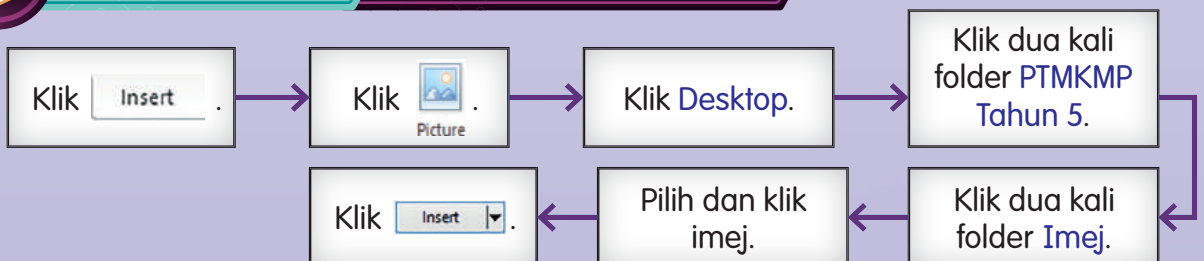 Klik Insert .
Klik .
Picture
Klik Desktop.
Klik dua kali
folder PTMKMP
Tahun 5.
Klik dua kali
folder Imej.
Pilih dan klik
imej.
Klik Insert .